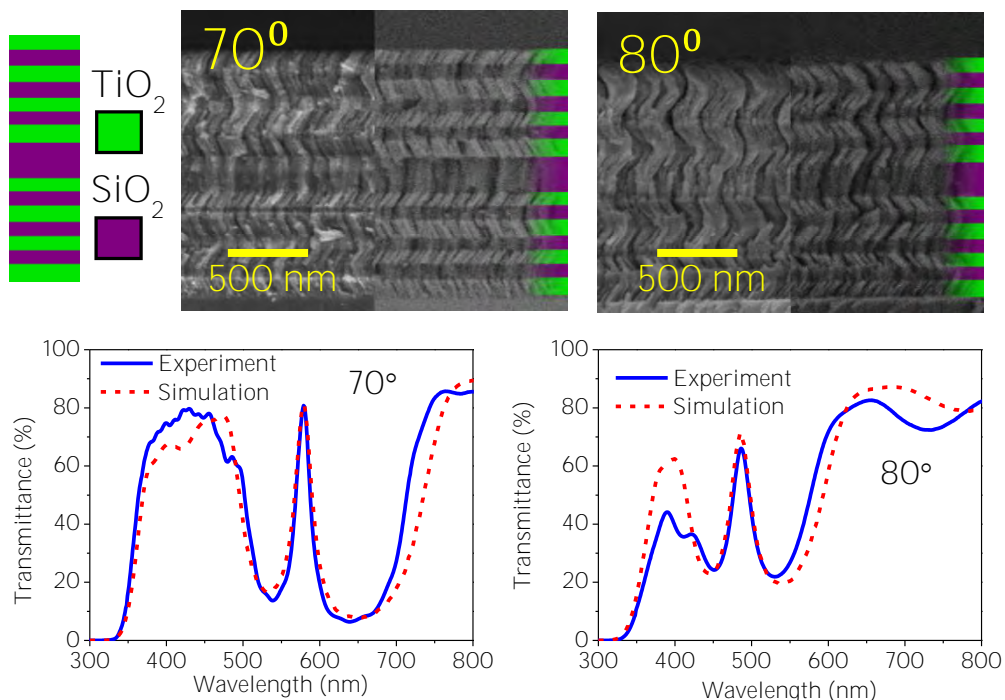 70⁰
80⁰
TiO₂
SiO₂
500 nm
500 nm
100
80
60
40
20
0
Transmittance (%)
Experiment
Simulation
70°
300 400 500 600 700 800
Wavelength (nm)
100
80
60
40
20
0
Transmittance (%)
Experiment
Simulation
80°
300 400 500 600 700 800
Wavelength (nm)